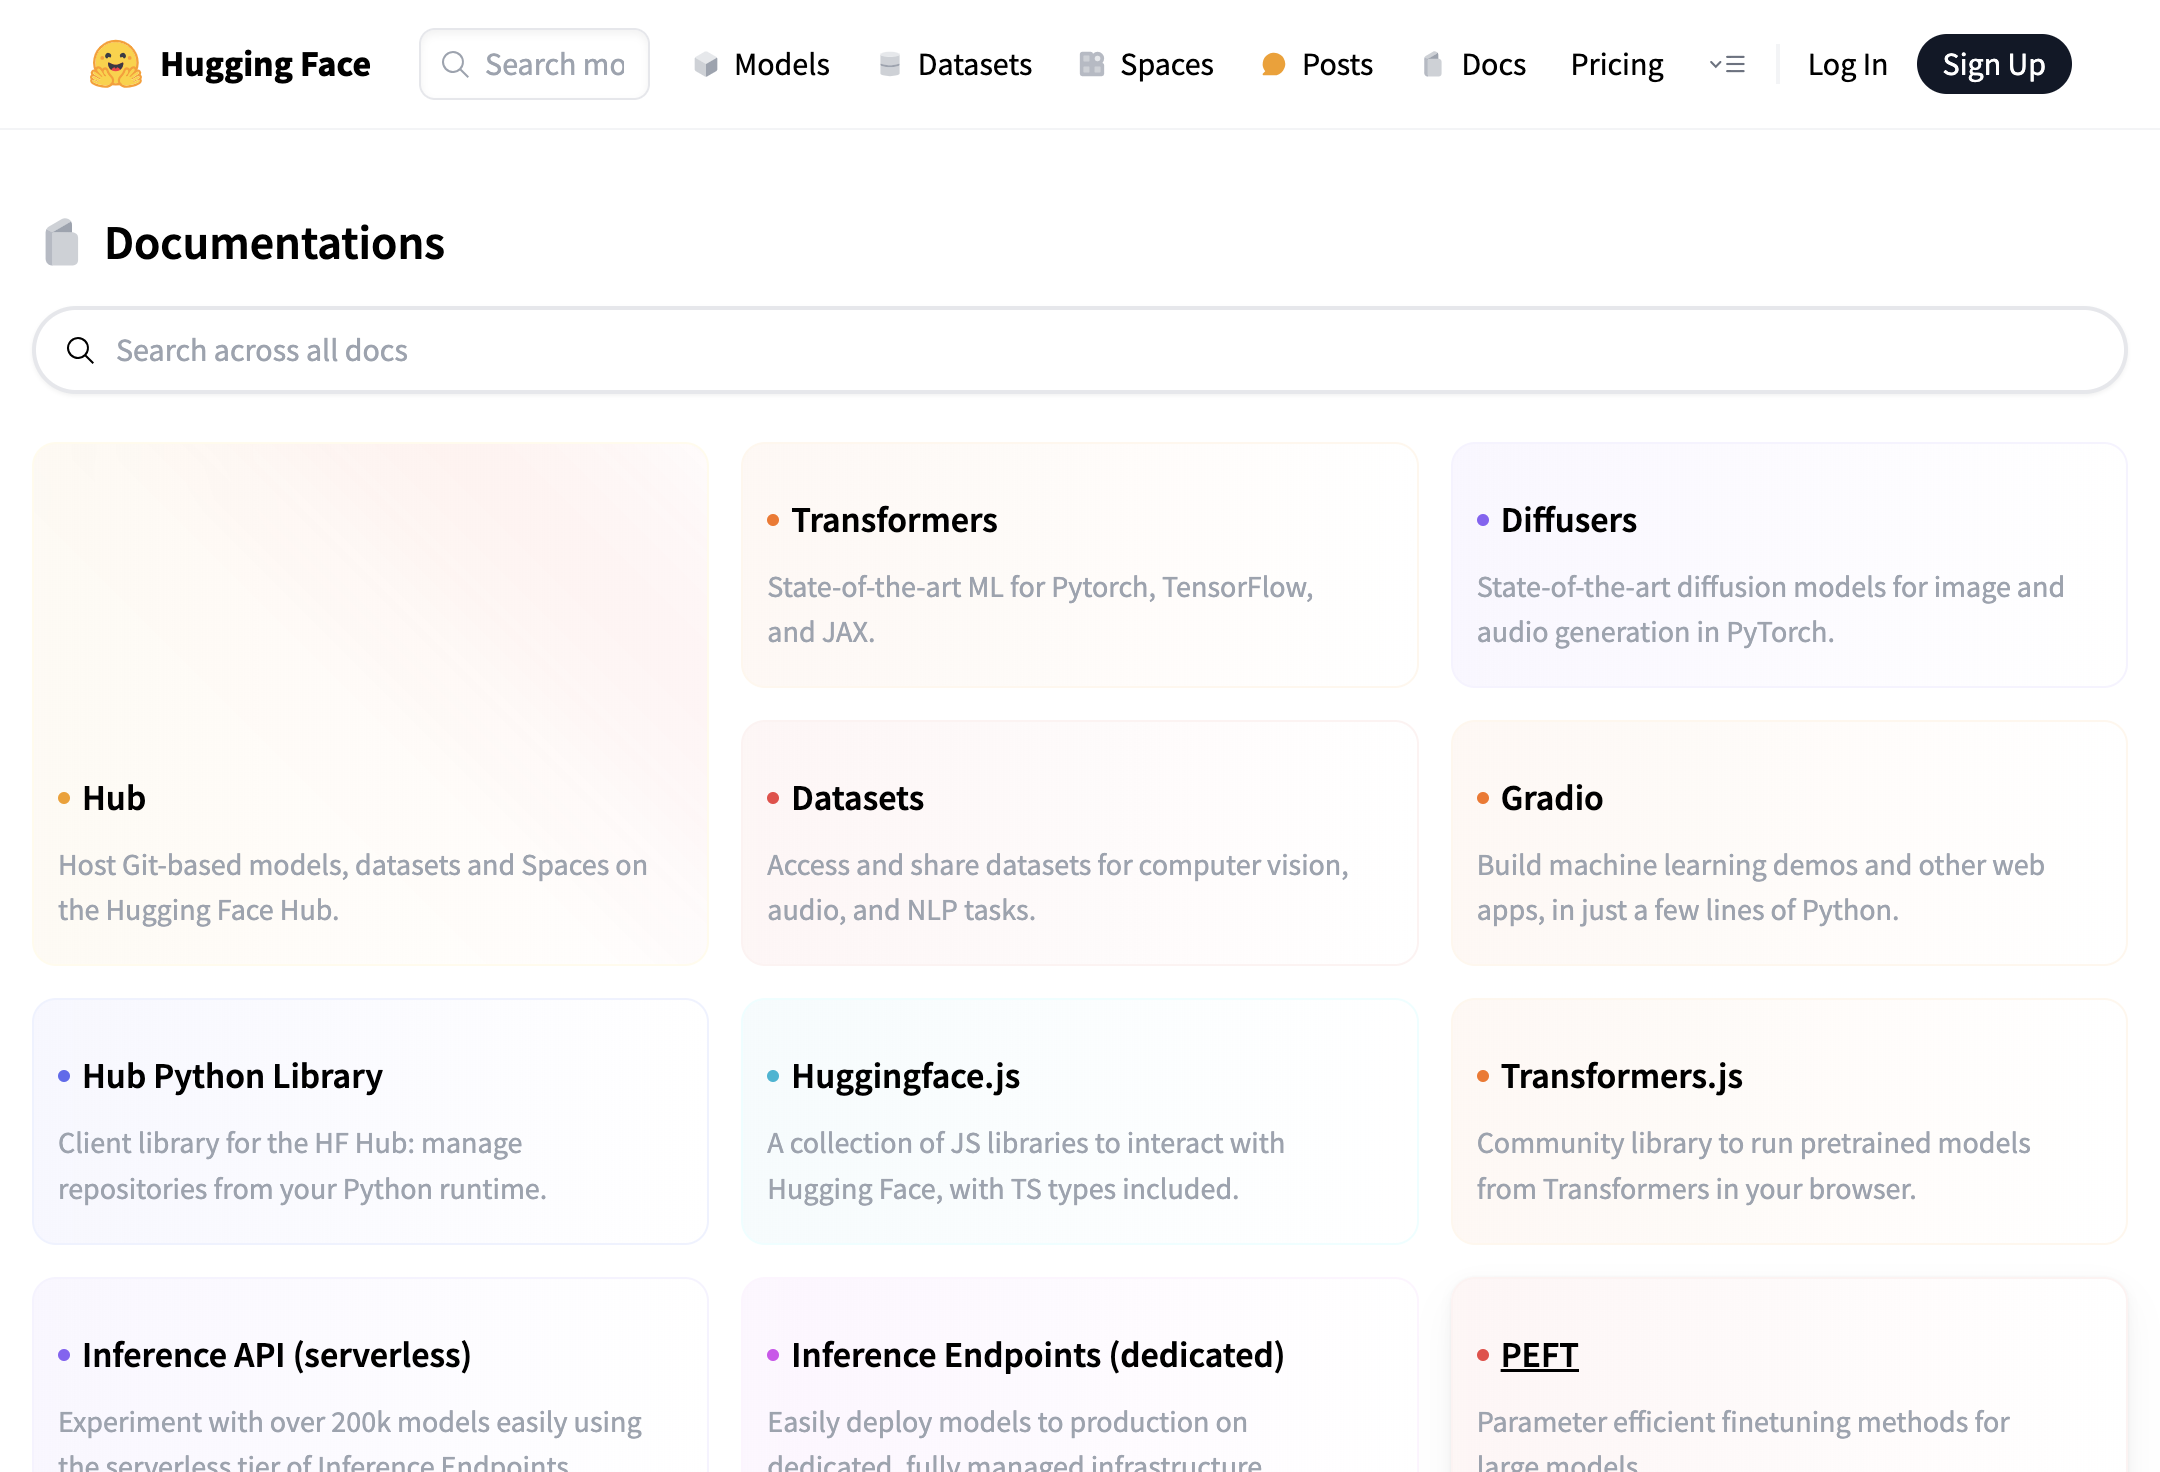 Hugging Face
Search mo
Models
Datasets
Spaces
Posts
Docs
Pricing
Log In
Sign Up
Documentations
Search across all docs
Hub
Host Git-based models, datasets and Spaces on
the Hugging Face Hub.
Transformers
State-of-the-art ML for Pytorch, TensorFlow,
and JAX.
Diffusers
State-of-the-art diffusion models for image and
audio generation in PyTorch.
Datasets
Access and share datasets for computer vision,
audio, and NLP tasks.
Gradio
Build machine learning demos and other web
apps, in just a few lines of Python.
Hub Python Library
Client library for the HF Hub: manage
repositories from your Python runtime.
Huggingface.js
A collection of JS libraries to interact with
Hugging Face, with TS types included.
Transformers.js
Community library to run pretrained models
from Transformers in your browser.
Inference API (serverless)
Experiment with over 200k models easily using
the serverless tier of Inference Endpoints
Inference Endpoints (dedicated)
Easily deploy models to production on
dedicated, fully managed infrastructure
PEFT
Parameter efficient finetuning methods for
large models